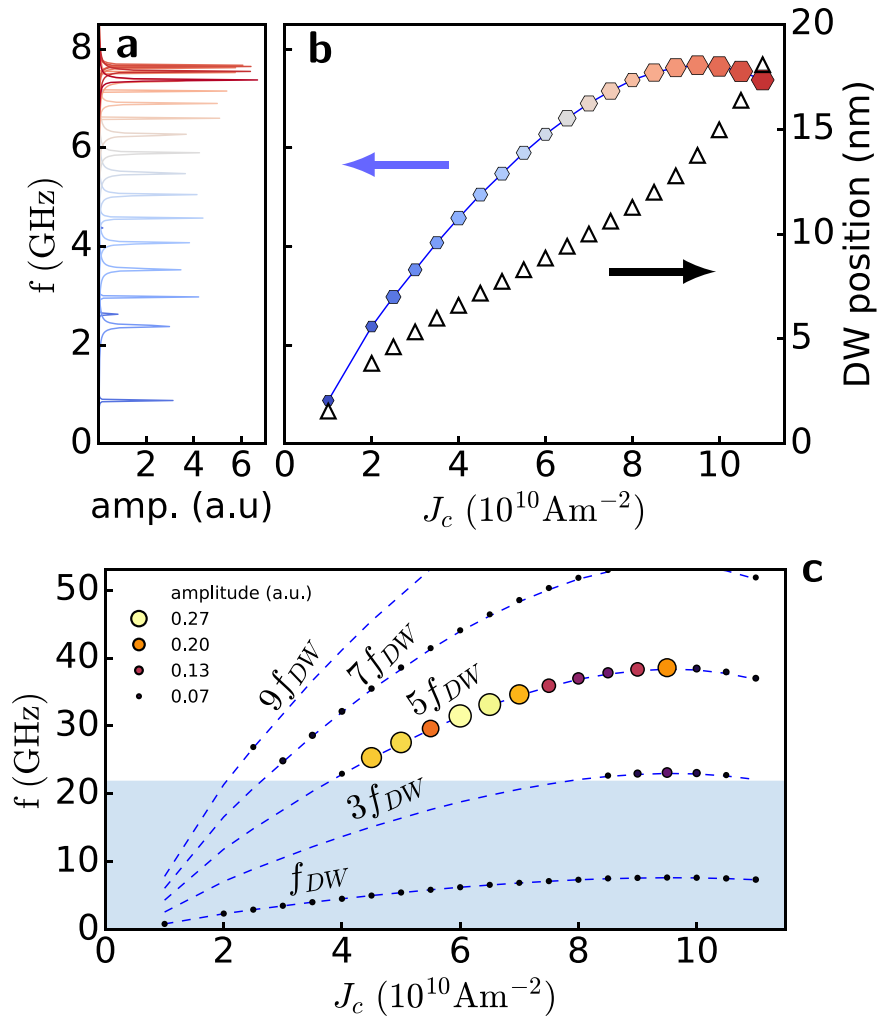 a
b
f (GHz)
8
6
4
2
0
2 4 6
amp. (a.u)
0 2 4 6 8 10
J_c (10^10 Am^−2)
20
15
10
5
0
DW position (nm)
c
f (GHz)
50
40
30
20
10
0
amplitude (a.u.)
0.27
0.20
0.13
0.07
9f_DW
7f_DW
5f_DW
3f_DW
f_DW
0 2 4 6 8 10
J_c (10^10 Am^−2)